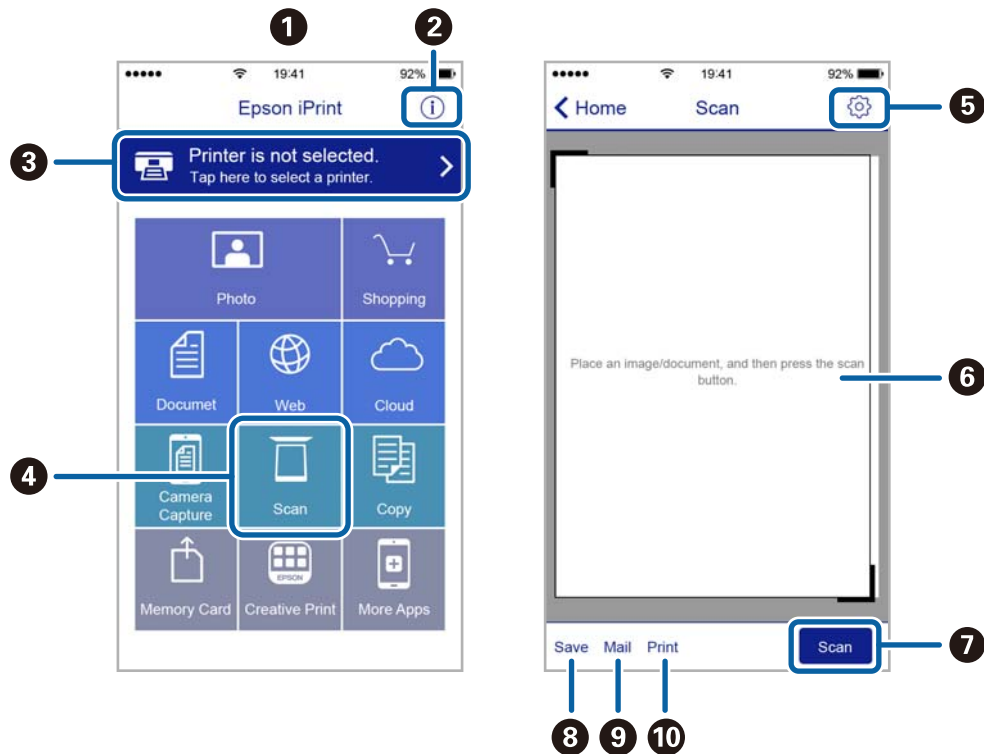 1
2
19:41
92%
Epson iPrint
3
Printer is not selected.
Tap here to select a printer.
Photo
Shopping
Documet
Web
Cloud
4
Camera
Capture
Scan
Copy
EPSON
Memory Card
Creative Print
More Apps
19:41
92%
Home
Scan
5
Place an image/document, and then press the scan
button.
6
Save Mail Print
Scan
7
8
9
10